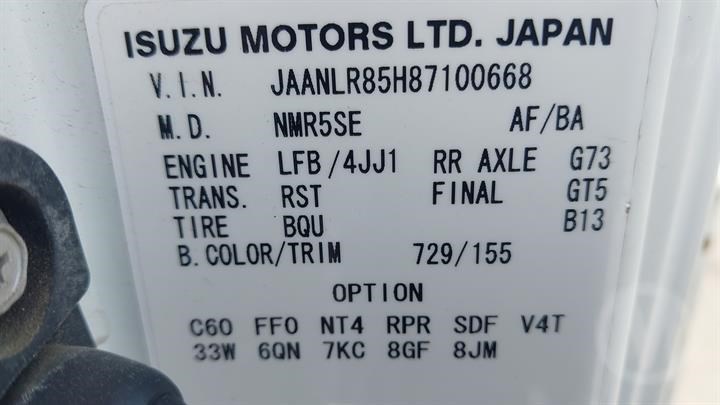 ISUZU MOTORS LTD. JAPAN
V.I.N. JAANLR85H87100668
M.D. NMR5SE AF/BA
ENGINE LFB/4JJ1 RR AXLE G73
TRANS. RST FINAL GT5
TIRE BQU B13
B.COLOR/TRIM 729/155
OPTION
C60 FF0 NT4 RPR SDF V4T
33W 6QN 7KC 8GF 8JM